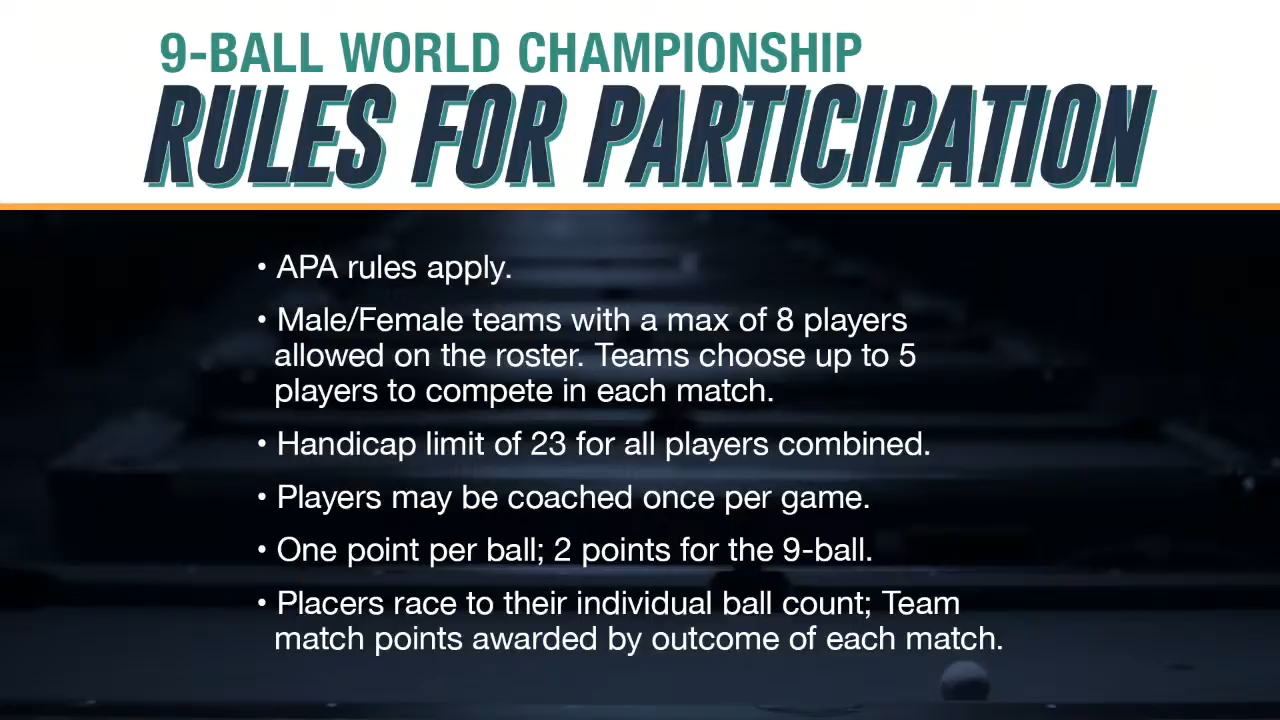 9-BALL WORLD CHAMPIONSHIP
RULES FOR PARTICIPATION
• APA rules apply.
• Male/Female teams with a max of 8 players
allowed on the roster. Teams choose up to 5
players to compete in each match.
• Handicap limit of 23 for all players combined.
• Players may be coached once per game.
• One point per ball; 2 points for the 9-ball.
• Placers race to their individual ball count; Team
match points awarded by outcome of each match.